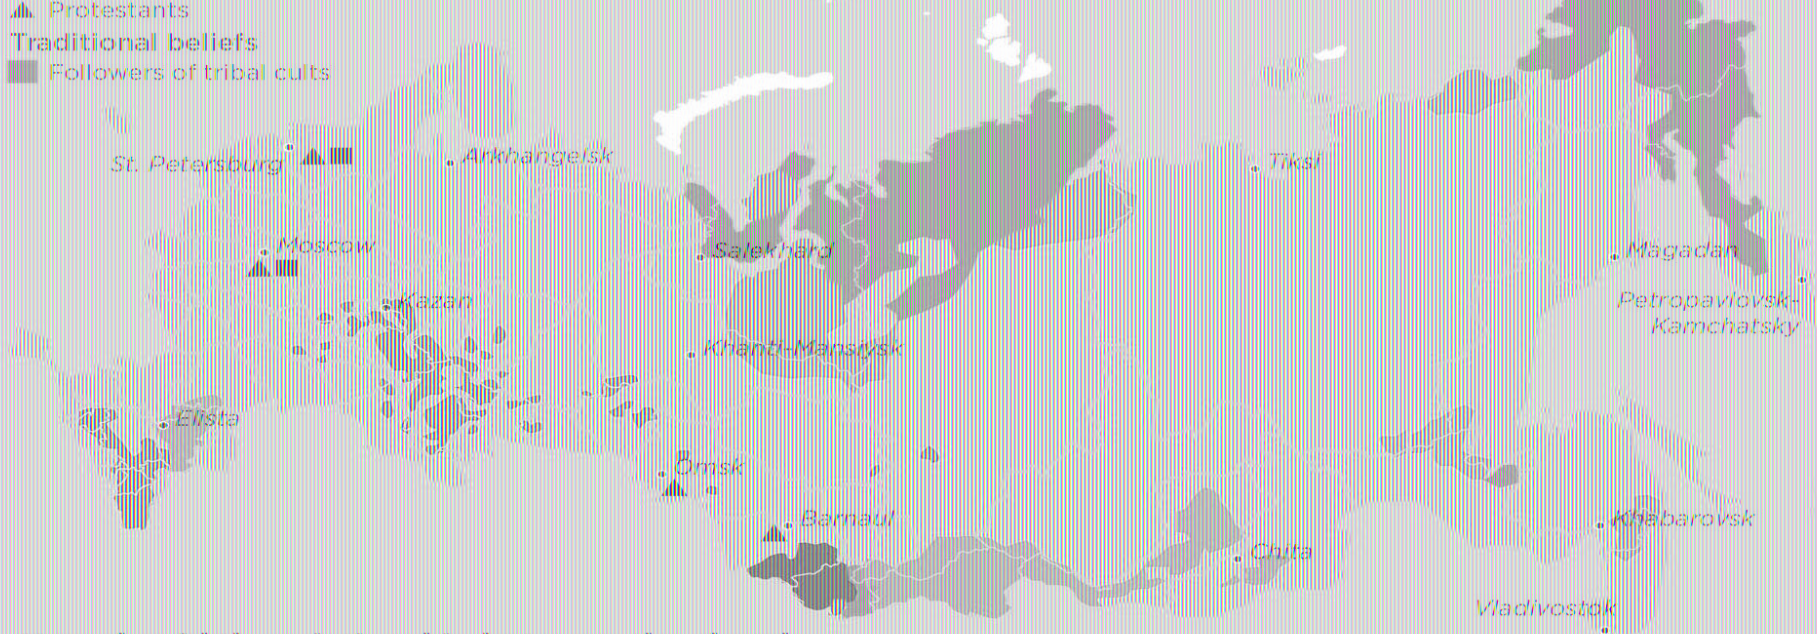 Protestants
Traditional beliefs
Followers of tribal cults
St. Petersburg
Arkhangelsk
Tiksi
Moscow
Salekhard
Magadan
Kazan
Petropavlovsk-
Kamchatsky
Khanti-Mansiysk
Elista
Omsk
Barnaul
Khabarovsk
Chita
Vladivostok